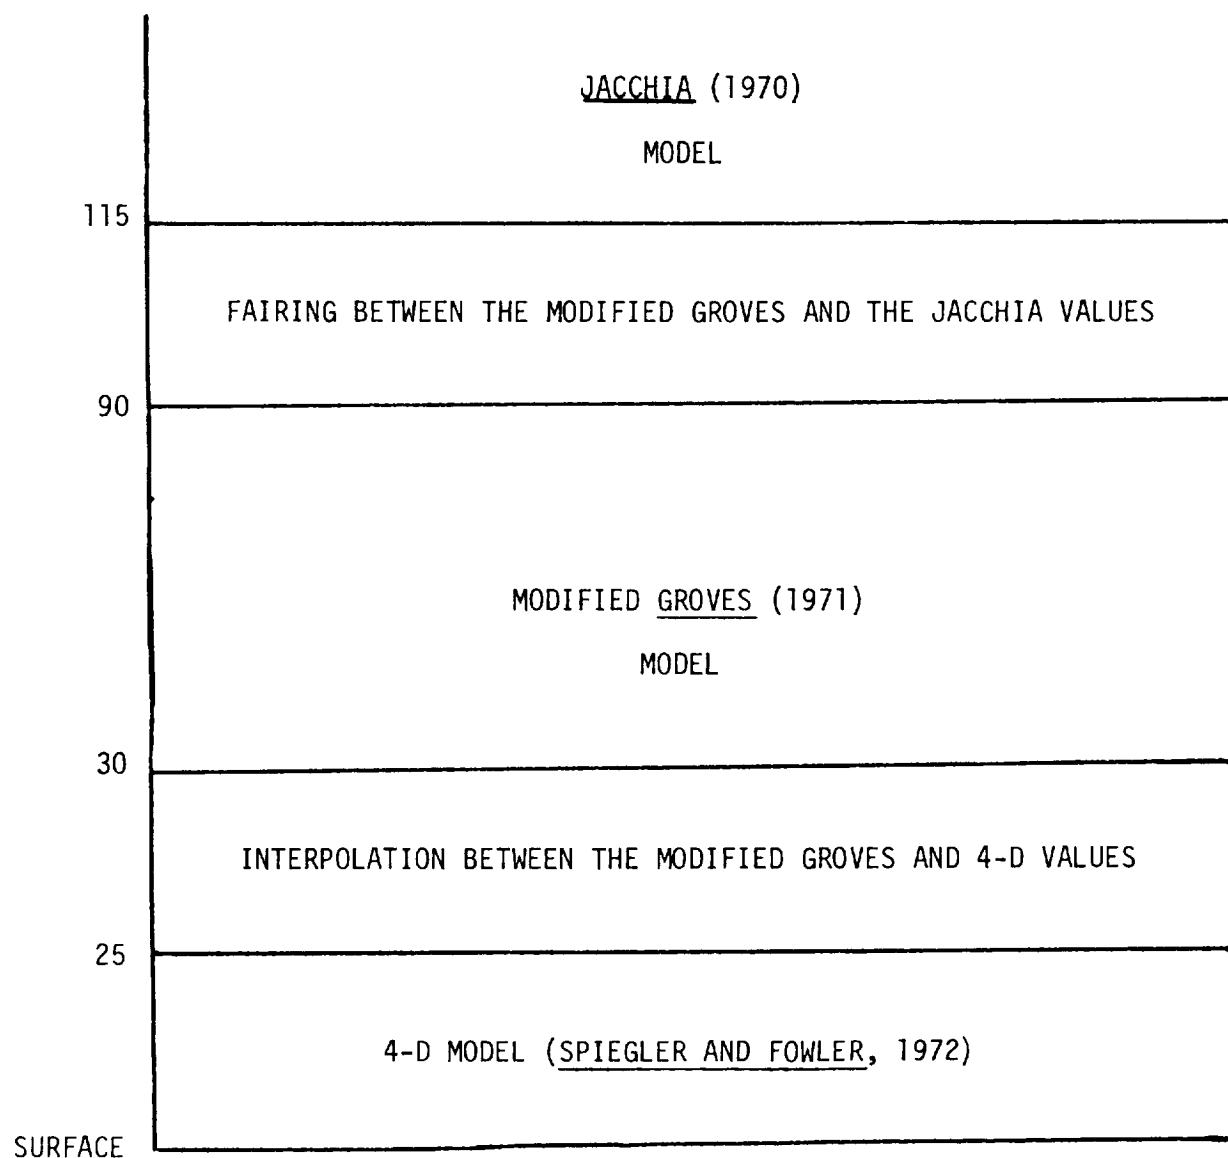 JACCHIA (1970)
MODEL
115
FAIRING BETWEEN THE MODIFIED GROVES AND THE JACCHIA VALUES
90
MODIFIED GROVES (1971)
MODEL
30
INTERPOLATION BETWEEN THE MODIFIED GROVES AND 4-D VALUES
25
4-D MODEL (SPIEGLER AND FOWLER, 1972)
SURFACE